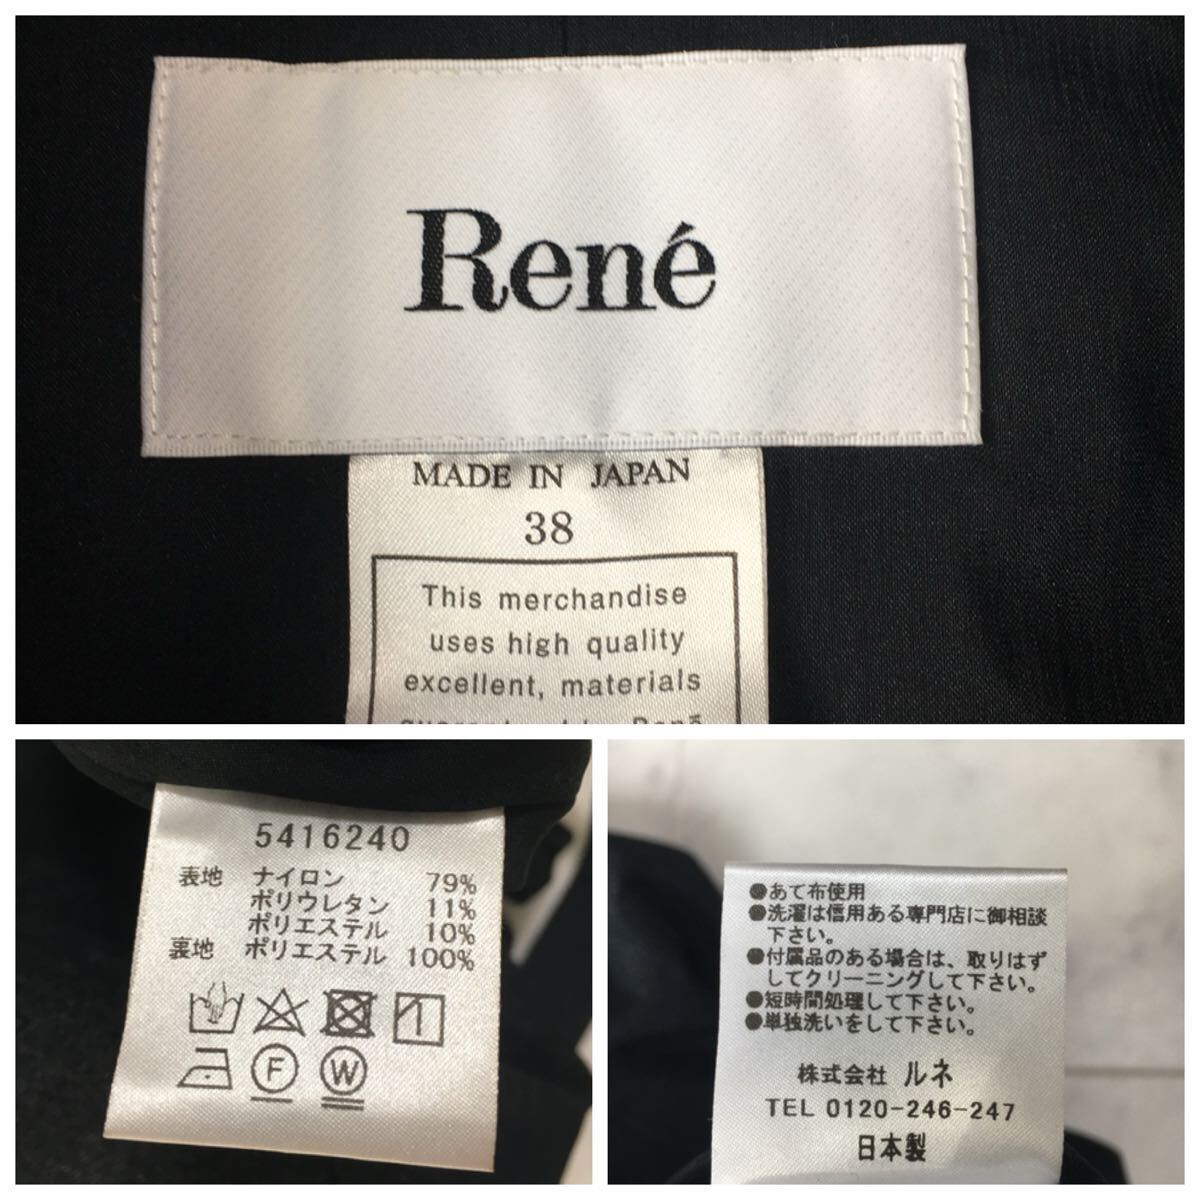 René
MADE IN JAPAN
38
This merchandise
uses high quality
excellent, materials
5416240
表地 ナイロン 79%
ポリウレタン 11%
ポリエステル 10%
裏地 ポリエステル 100%
F W
●あて布使用
●洗濯は信用ある専門店に御相談
下さい。
●付属品のある場合は、取りはず
してクリーニングして下さい。
●短時間処理して下さい。
●単独洗いをして下さい。
株式会社 ルネ
TEL 0120-246-247
日本製